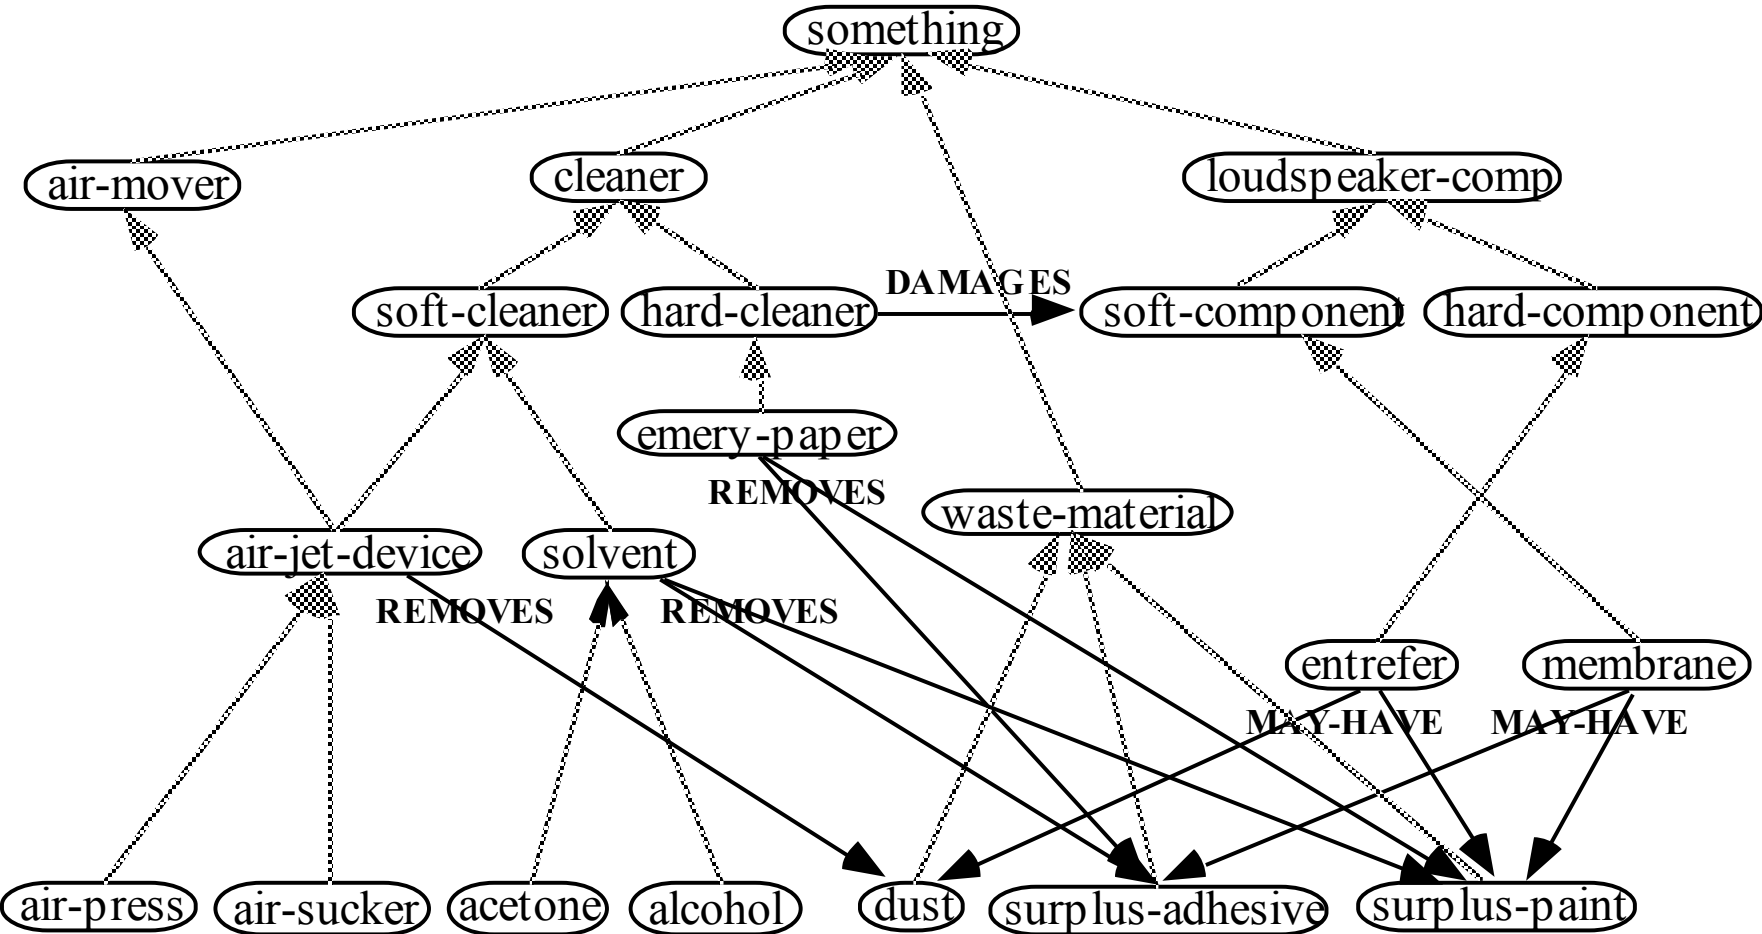 something
air-mover
cleaner
loudspeaker-comp
DAMAGES
soft-cleaner
hard-cleaner
soft-component
hard-component
emery-paper
REMOVES
waste-material
air-jet-device
solvent
REMOVES
REMOVES
entrefer
membrane
MAY-HAVE
MAY-HAVE
air-press
air-sucker
acetone
alcohol
dust
surplus-adhesive
surplus-paint